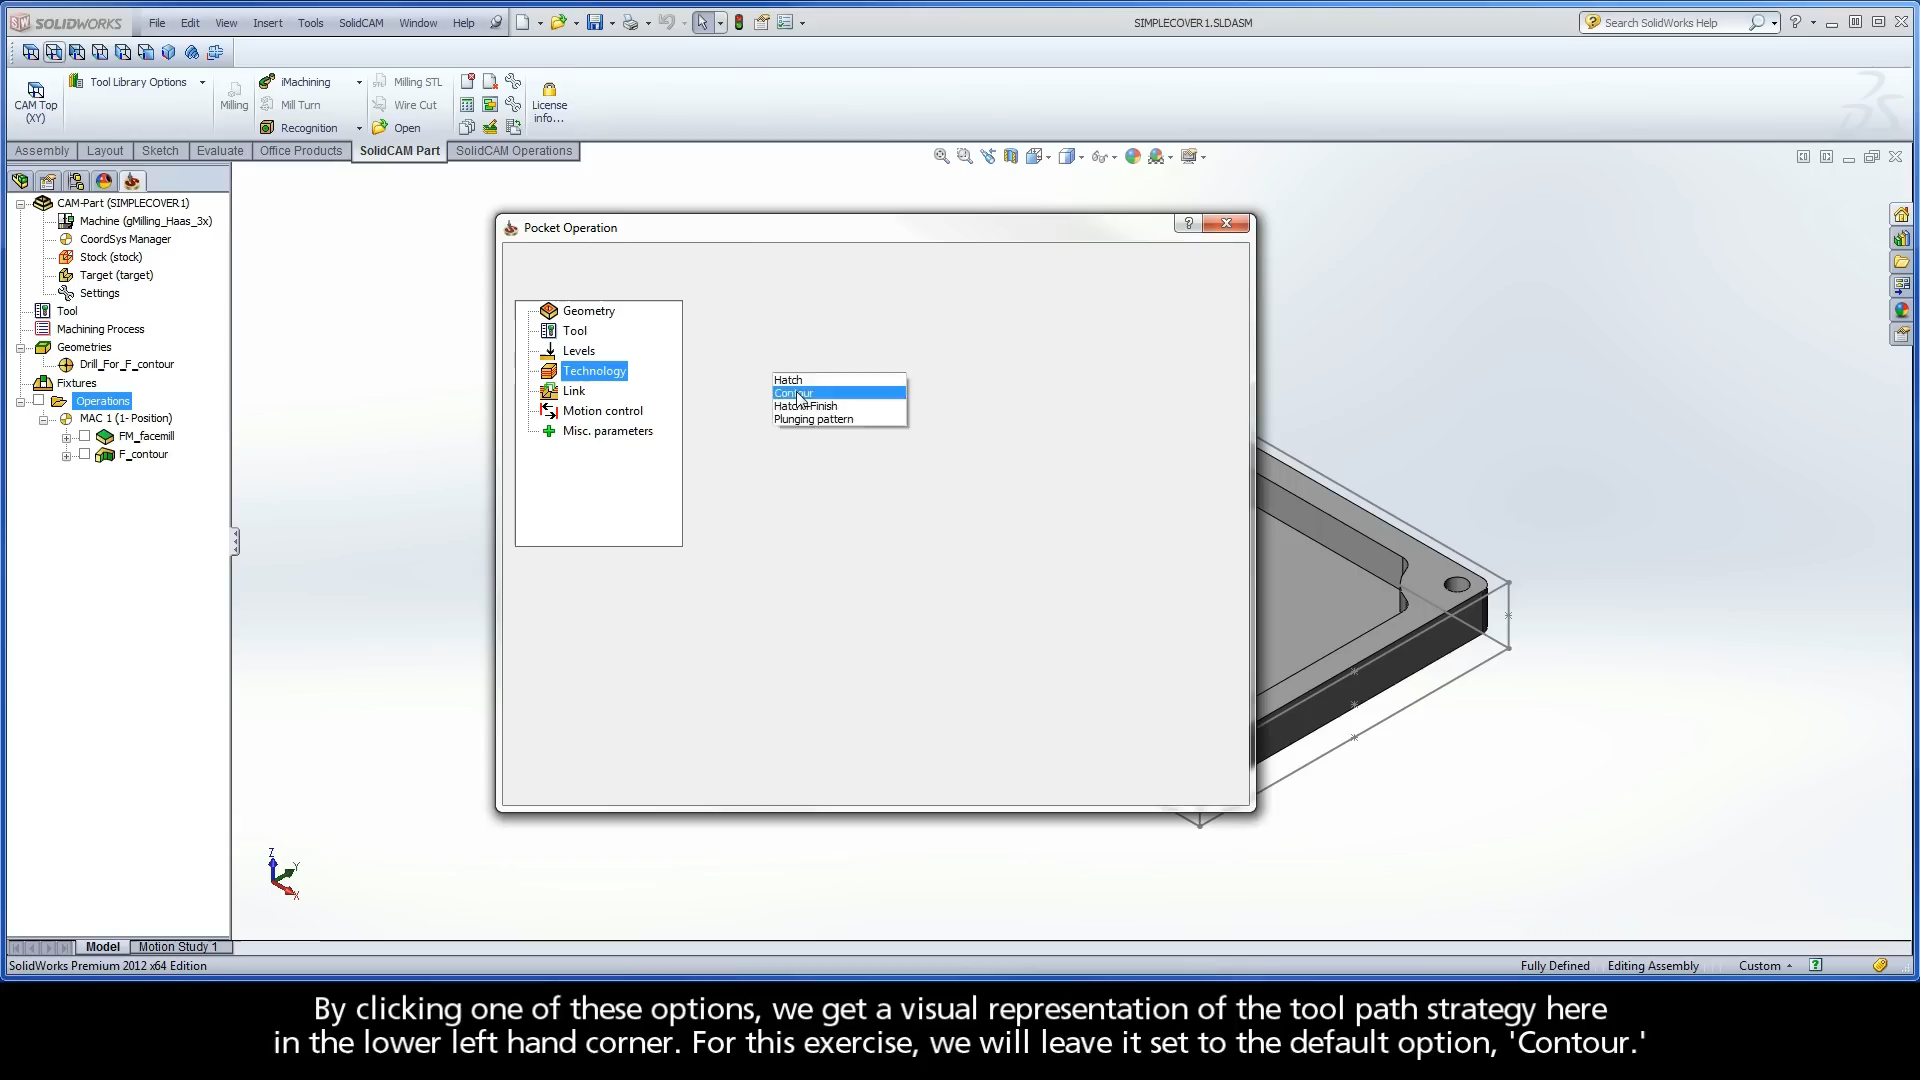 SOLIDWORKS File Edit View Insert Tools SolidCAM Window Help SIMPLECOVER1.SLDASM Search SolidWorks Help
Tool Library Options iMachining Milling STL
CAM Top (XY) Milling Mill Turn Wire Cut License info...
Recognition Open
Assembly Layout Sketch Evaluate Office Products SolidCAM Part SolidCAM Operations
CAM-Part (SIMPLECOVER1)
Machine (gMilling_Haas_3x)
CoordSys Manager
Stock (stock)
Target (target)
Settings
Tool
Machining Process
Geometries
Drill_For_F_contour
Fixtures
Operations
MAC 1 (1- Position)
FM_facemill
F_contour
Pocket Operation
Geometry
Tool
Levels
Technology
Link
Motion control
Misc. parameters
Hatch
Contour
Hatch+Finish
Plunging pattern
Z
Y
X
Model Motion Study 1
SolidWorks Premium 2012 x64 Edition Fully Defined Editing Assembly Custom
By clicking one of these options, we get a visual representation of the tool path strategy here
in the lower left hand corner. For this exercise, we will leave it set to the default option, 'Contour.'